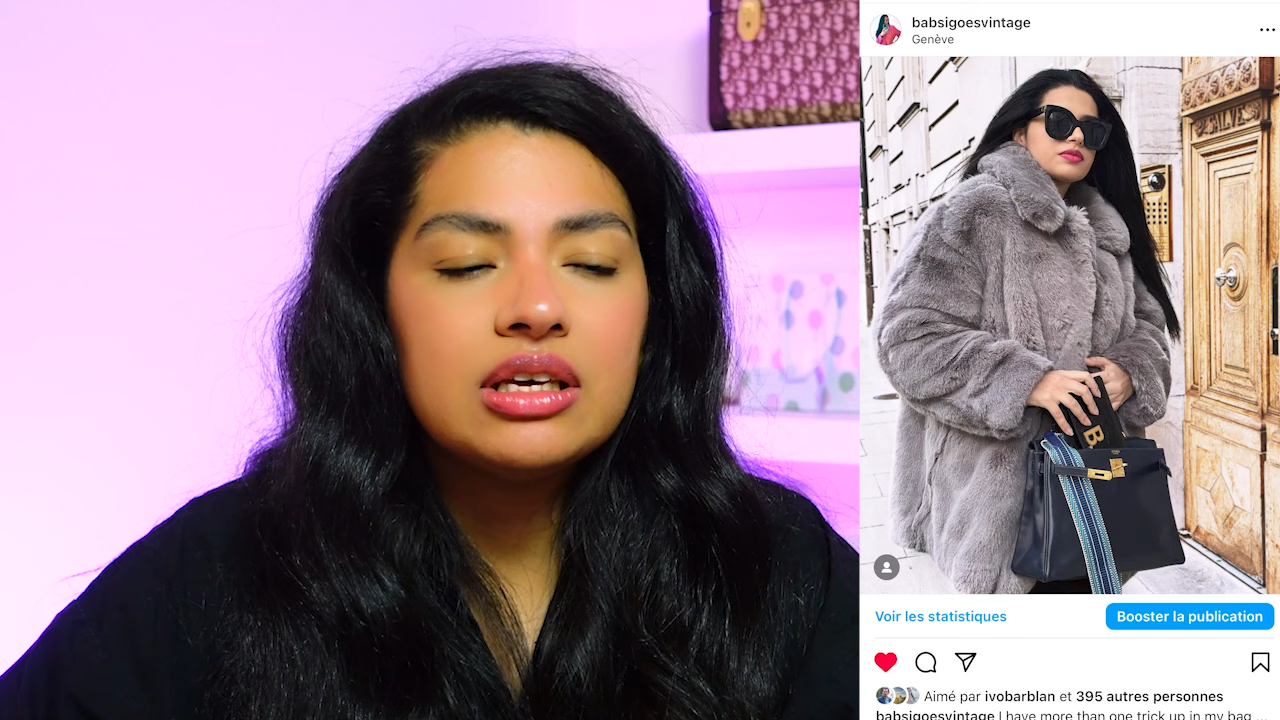 babsigoesvintage
Genève
B
Voir les statistiques
Booster la publication
Aimé par ivobarblan et 395 autres personnes
babsigoesvintage I have more than one trick up in my bag ...